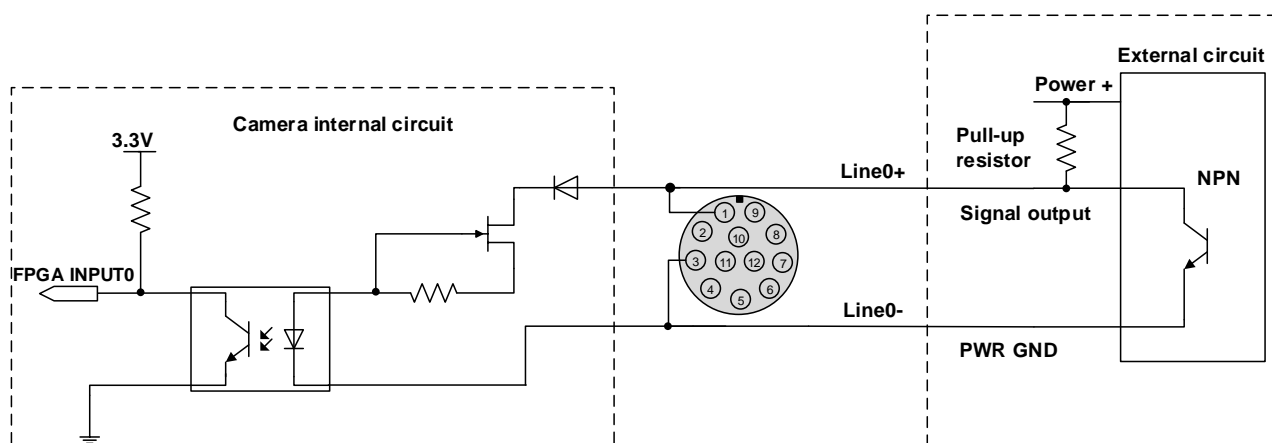 External circuit
Power +
Camera internal circuit
3.3V
Pull-up
resistor
Line0+
NPN
Signal output
1
9
2
8
10
3
11
12
7
FPGA INPUT0
4
6
5
Line0-
PWR GND